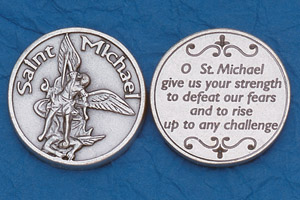 Saint Michael
O St. Michael
give us your strength
to defeat our fears
and to rise
up to any challenge